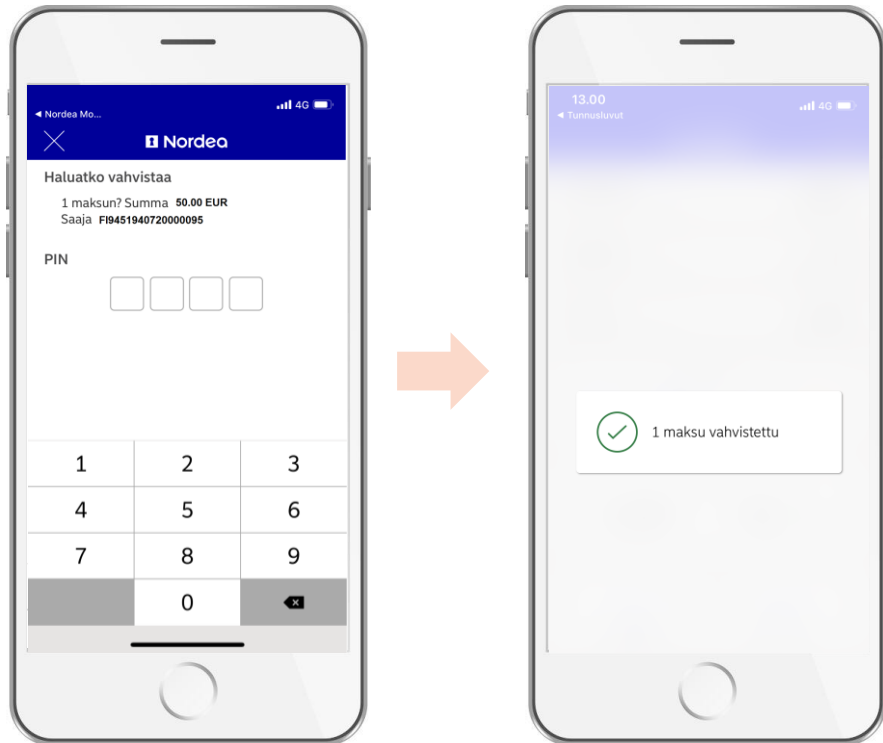 4G
◄ Nordea Mo...
Nordea
Haluatko vahvistaa
1 maksun? Summa 50.00 EUR
Saaja FI9451940720000095
PIN
1 2 3
4 5 6
7 8 9
0
13.00
4G
◄ Tunnusluvut
1 maksu vahvistettu